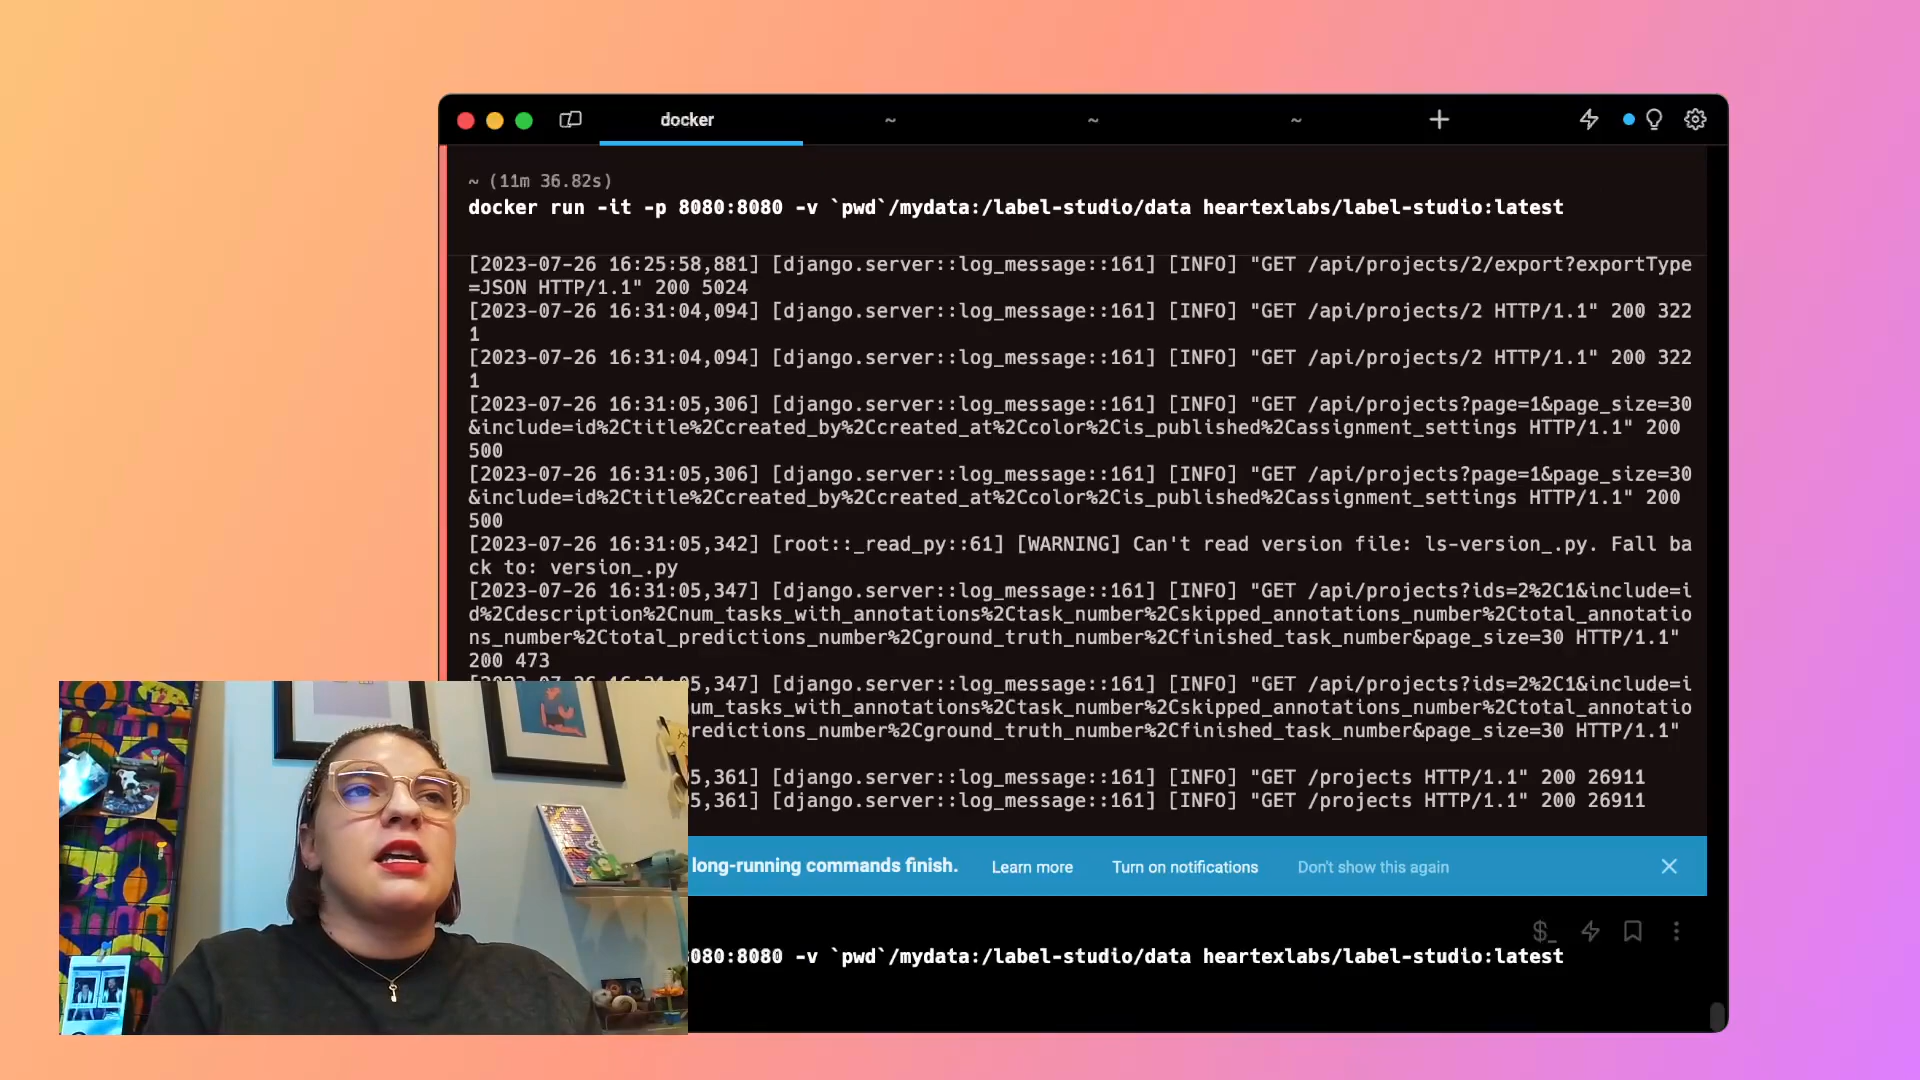 docker
~
~
~
~ (11m 36.82s)
docker run -it -p 8080:8080 -v `pwd`/mydata:/label-studio/data heartexlabs/label-studio:latest
[2023-07-26 16:25:58,881] [django.server::log_message::161] [INFO] "GET /api/projects/2/export?exportType
=JSON HTTP/1.1" 200 5024
[2023-07-26 16:31:04,094] [django.server::log_message::161] [INFO] "GET /api/projects/2 HTTP/1.1" 200 322
1
[2023-07-26 16:31:04,094] [django.server::log_message::161] [INFO] "GET /api/projects/2 HTTP/1.1" 200 322
1
[2023-07-26 16:31:05,306] [django.server::log_message::161] [INFO] "GET /api/projects?page=1&page_size=30
&include=id%2Ctitle%2Ccreated_by%2Ccreated_at%2Ccolor%2Cis_published%2Cassignment_settings HTTP/1.1" 200
500
[2023-07-26 16:31:05,306] [django.server::log_message::161] [INFO] "GET /api/projects?page=1&page_size=30
&include=id%2Ctitle%2Ccreated_by%2Ccreated_at%2Ccolor%2Cis_published%2Cassignment_settings HTTP/1.1" 200
500
[2023-07-26 16:31:05,342] [root::_read_py::61] [WARNING] Can't read version file: ls-version_.py. Fall ba
ck to: version_.py
[2023-07-26 16:31:05,347] [django.server::log_message::161] [INFO] "GET /api/projects?ids=2%2C1&include=i
d%2Cdescription%2Cnum_tasks_with_annotations%2Ctask_number%2Cskipped_annotations_number%2Ctotal_annotatio
ns_number%2Ctotal_predictions_number%2Cground_truth_number%2Cfinished_task_number&page_size=30 HTTP/1.1"
200 473
[2023-07-26 16:31:05,347] [django.server::log_message::161] [INFO] "GET /api/projects?ids=2%2C1&include=i
um_tasks_with_annotations%2Ctask_number%2Cskipped_annotations_number%2Ctotal_annotatio
redictions_number%2Cground_truth_number%2Cfinished_task_number&page_size=30 HTTP/1.1"
5,361] [django.server::log_message::161] [INFO] "GET /projects HTTP/1.1" 200 26911
5,361] [django.server::log_message::161] [INFO] "GET /projects HTTP/1.1" 200 26911
long-running commands finish. Learn more Turn on notifications Don't show this again
$_
080:8080 -v `pwd`/mydata:/label-studio/data heartexlabs/label-studio:latest